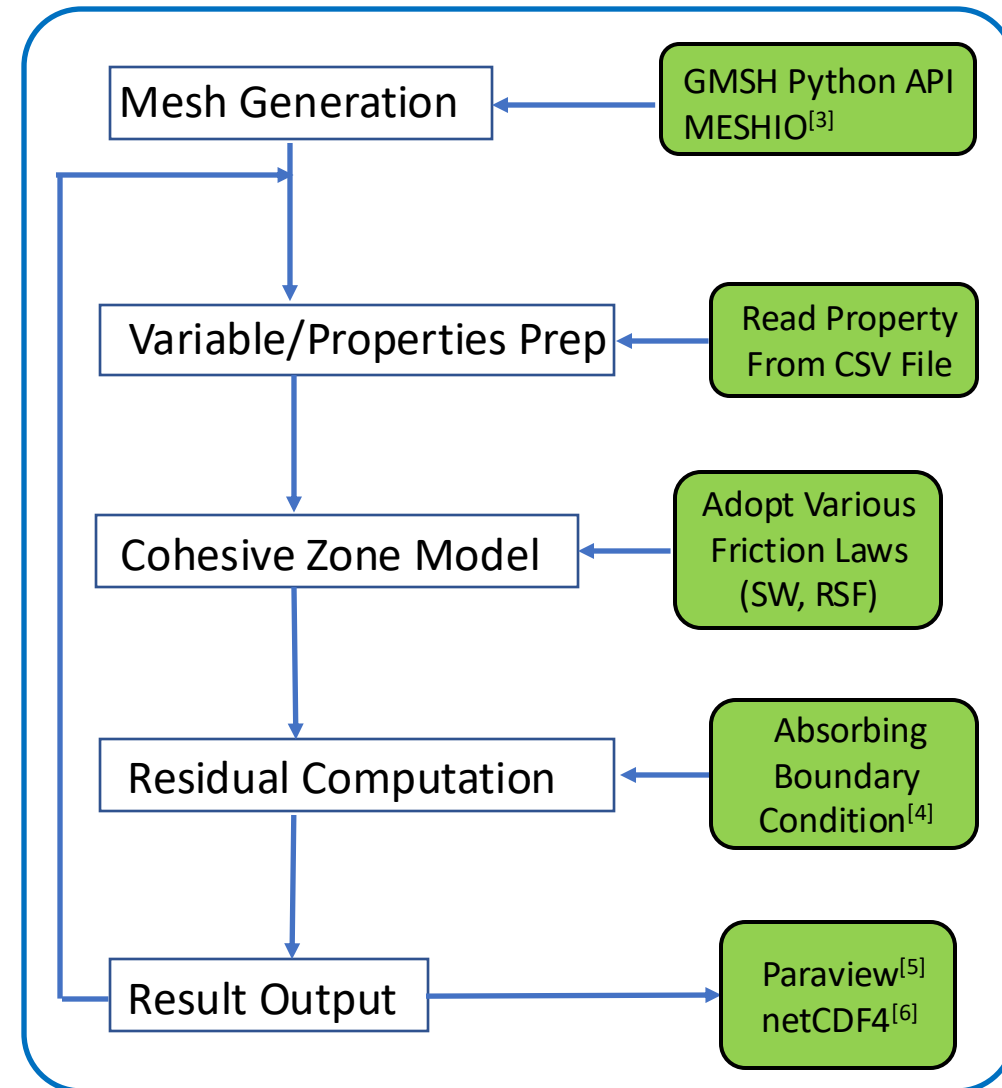 Mesh Generation
GMSH Python API
MESHIO[3]
Variable/Properties Prep
Read Property
From CSV File
Cohesive Zone Model
Adopt Various
Friction Laws
(SW, RSF)
Residual Computation
Absorbing
Boundary
Condition[4]
Result Output
Paraview[5]
netCDF4[6]